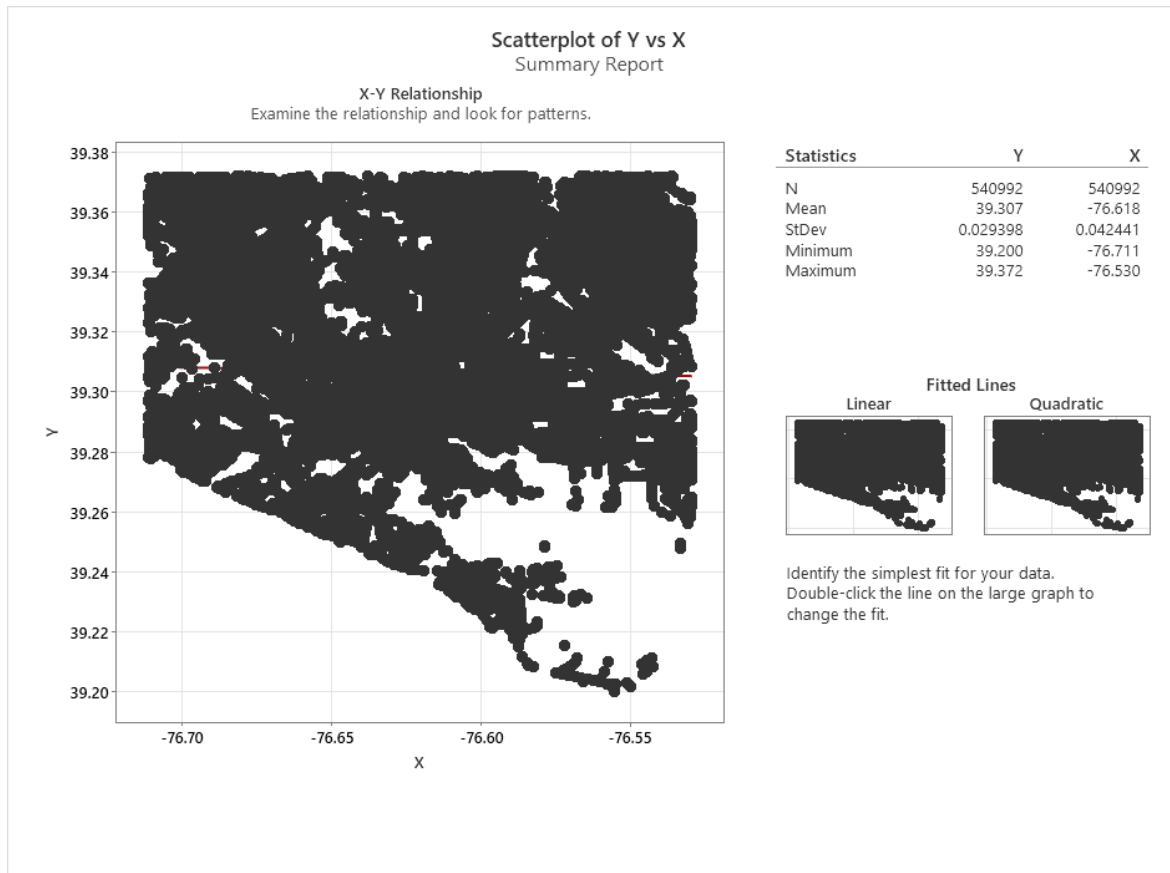 Scatterplot of Y vs X
Summary Report
X-Y Relationship
Examine the relationship and look for patterns.
39.38
39.36
39.34
39.32
39.30
39.28
39.26
39.24
39.22
39.20
Y
-76.70 -76.65 -76.60 -76.55
X
Statistics Y X
N 540992 540992
Mean 39.307 -76.618
StDev 0.029398 0.042441
Minimum 39.200 -76.711
Maximum 39.372 -76.530
Fitted Lines
Linear Quadratic
Identify the simplest fit for your data.
Double-click the line on the large graph to
change the fit.